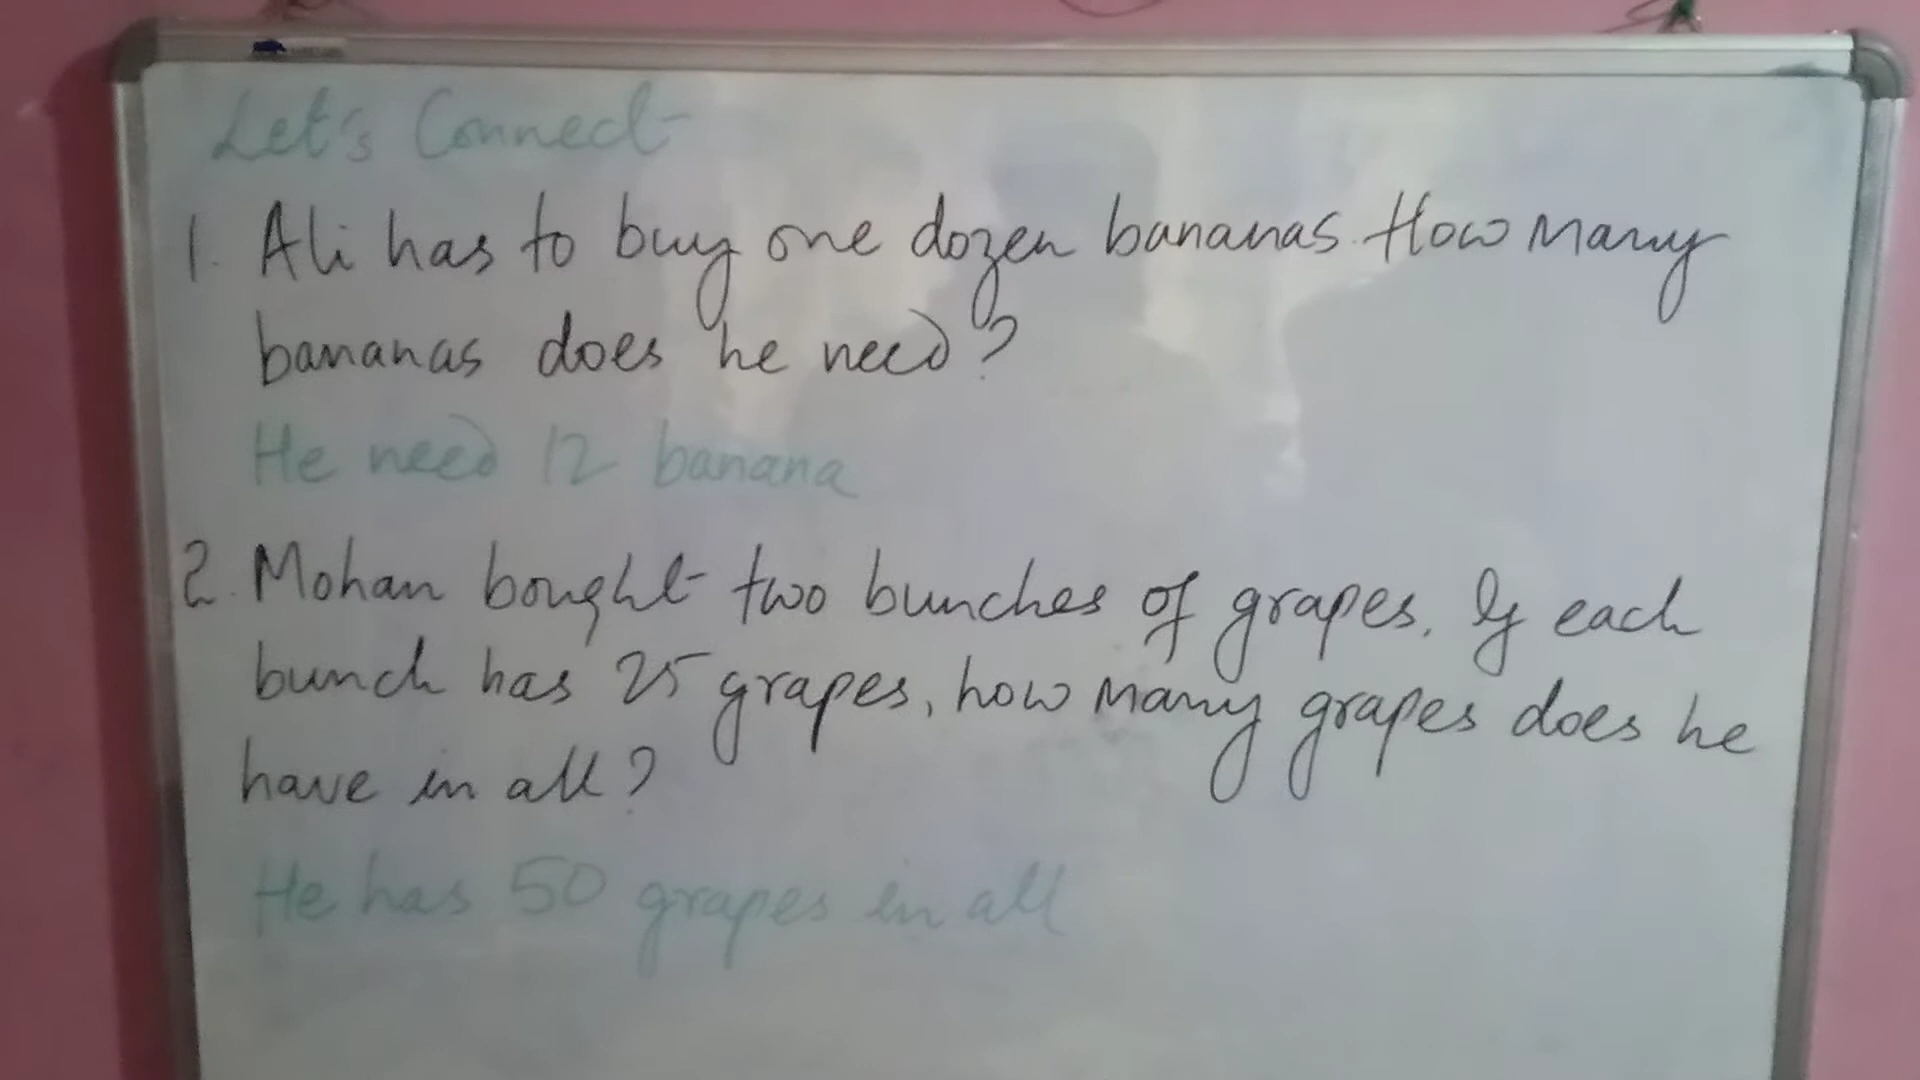 Let's Connect
1. Ali has to buy one dozen bananas. How many
bananas does he need?
He need 12 banana
2. Mohan bought two bunches of grapes. If each
bunch has 25 grapes, how many grapes does he
have in all?
He has 50 grapes in all